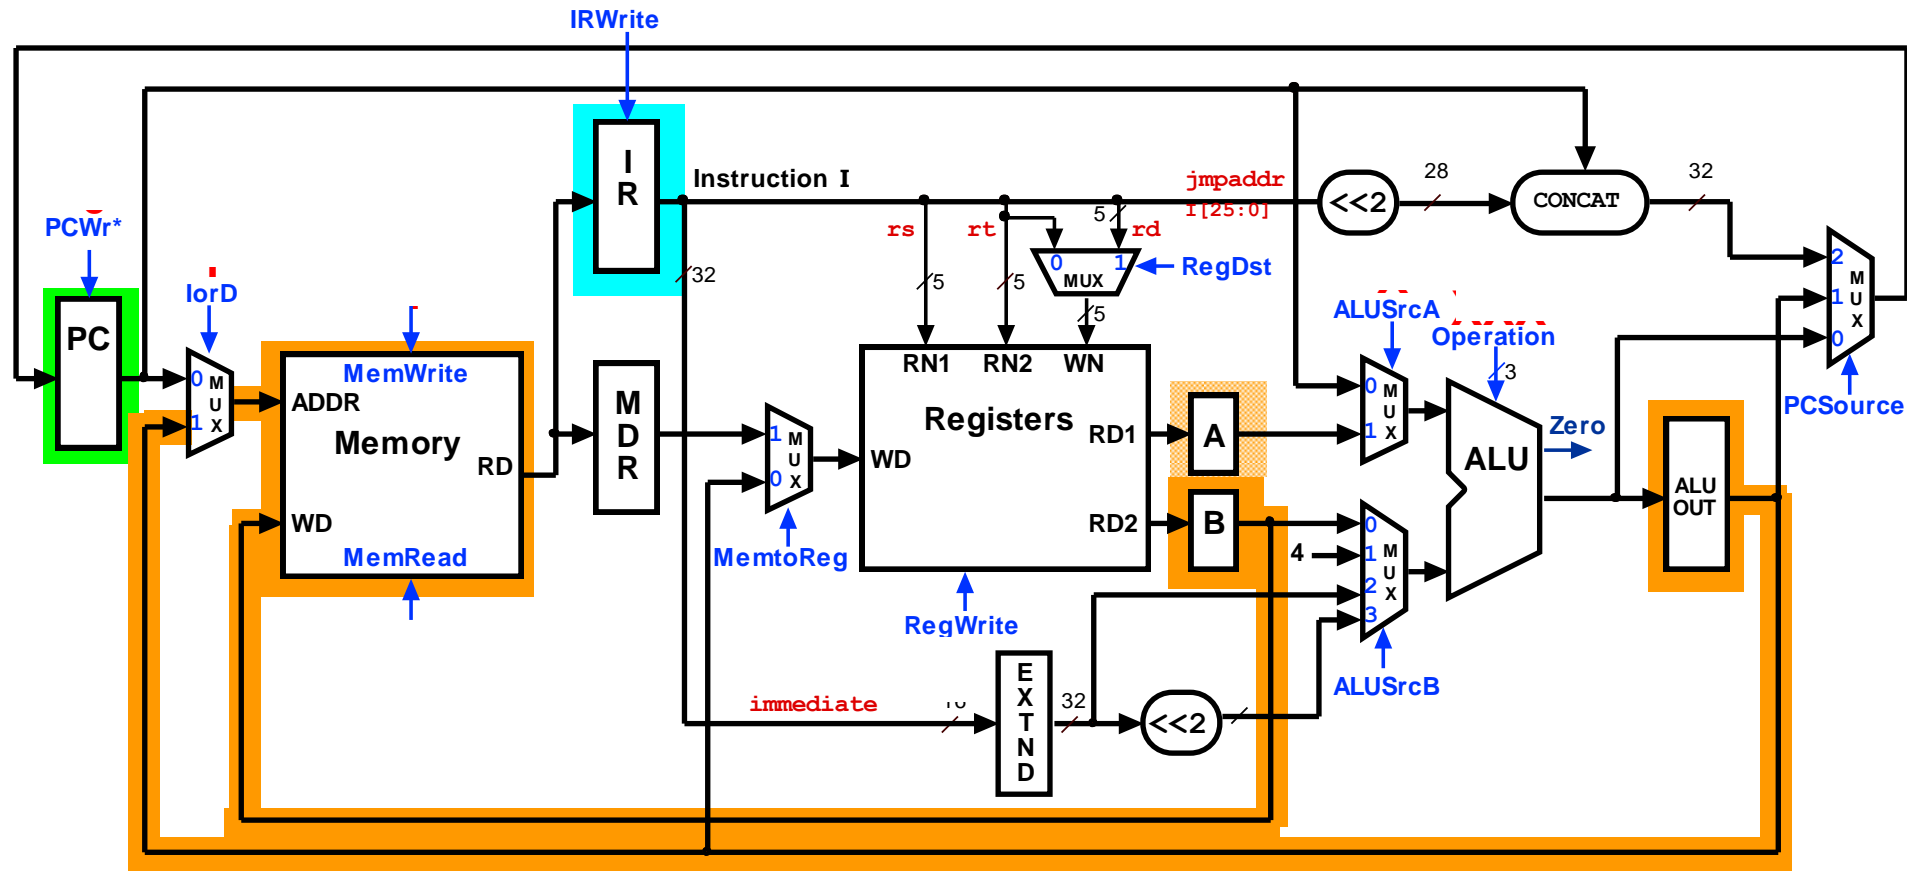 IRWrite
I
R
Instruction I
jmpaddr
I[25:0]
<<2
28
CONCAT
32
PCWr*
PC
IorD
0
1
M
U
X
MemWrite
ADDR
Memory
RD
WD
MemRead
32
rs
rt
rd
5
5
5
5
0
1
MUX
RegDst
RN1
RN2
WN
Registers
RD1
RD2
WD
RegWrite
M
D
R
1
0
M
U
X
MemtoReg
A
B
4
ALUSrcA
0
1
M
U
X
Operation
3
ALU
Zero
0
1
2
3
M
U
X
ALUSrcB
ALU
OUT
2
1
0
M
U
X
PCSource
immediate
E
X
T
N
D
32
<<2